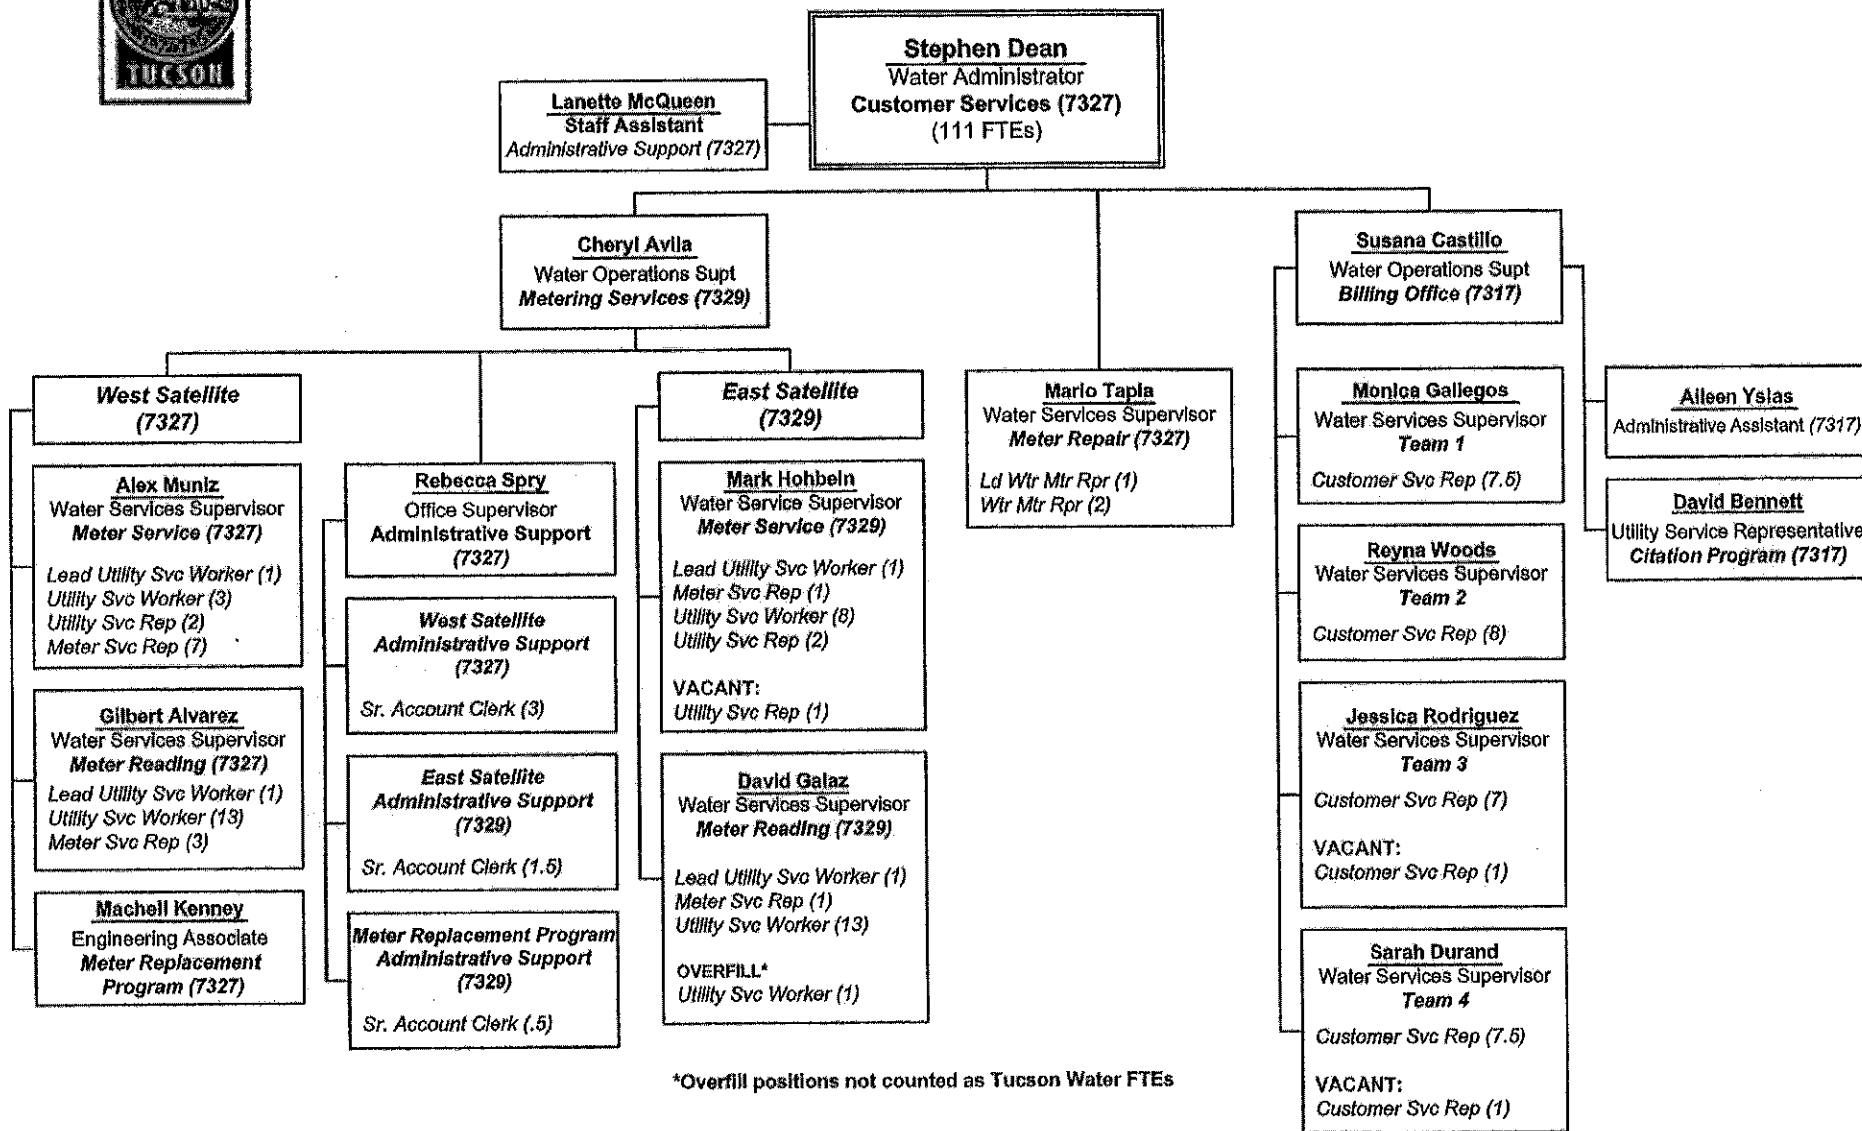 TUCSON
Stephen Dean
Water Administrator
Customer Services (7327)
(111 FTEs)
Lanette McQueen
Staff Assistant
Administrative Support (7327)
Cheryl Avila
Water Operations Supt
Metering Services (7329)
Susana Castillo
Water Operations Supt
Billing Office (7317)
West Satellite
(7327)
Alex Muniz
Water Services Supervisor
Meter Service (7327)
Lead Utility Svc Worker (1)
Utility Svc Worker (3)
Utility Svc Rep (2)
Meter Svc Rep (7)
Gilbert Alvarez
Water Services Supervisor
Meter Reading (7327)
Lead Utility Svc Worker (1)
Utility Svc Worker (13)
Meter Svc Rep (3)
Machell Kenney
Engineering Associate
Meter Replacement
Program (7327)
Rebecca Spry
Office Supervisor
Administrative Support
(7327)
West Satellite
Administrative Support
(7327)
Sr. Account Clerk (3)
East Satellite
Administrative Support
(7329)
Sr. Account Clerk (1.5)
Meter Replacement Program
Administrative Support
(7329)
Sr. Account Clerk (.5)
East Satellite
(7329)
Mark Hohbein
Water Service Supervisor
Meter Service (7329)
Lead Utility Svc Worker (1)
Meter Svc Rep (1)
Utility Svc Worker (8)
Utility Svc Rep (2)
VACANT:
Utility Svc Rep (1)
David Galaz
Water Services Supervisor
Meter Reading (7329)
Lead Utility Svc Worker (1)
Meter Svc Rep (1)
Utility Svc Worker (13)
OVERFILL*
Utility Svc Worker (1)
Mario Tapia
Water Services Supervisor
Meter Repair (7327)
Ld Wtr Mtr Rpr (1)
Wtr Mtr Rpr (2)
Monica Gallegos
Water Services Supervisor
Team 1
Customer Svc Rep (7.5)
Reyna Woods
Water Services Supervisor
Team 2
Customer Svc Rep (8)
Jessica Rodriguez
Water Services Supervisor
Team 3
Customer Svc Rep (7)
VACANT:
Customer Svc Rep (1)
Sarah Durand
Water Services Supervisor
Team 4
Customer Svc Rep (7.5)
VACANT:
Customer Svc Rep (1)
Aileen Yslas
Administrative Assistant (7317)
David Bennett
Utility Service Representative
Citation Program (7317)
*Overfill positions not counted as Tucson Water FTEs